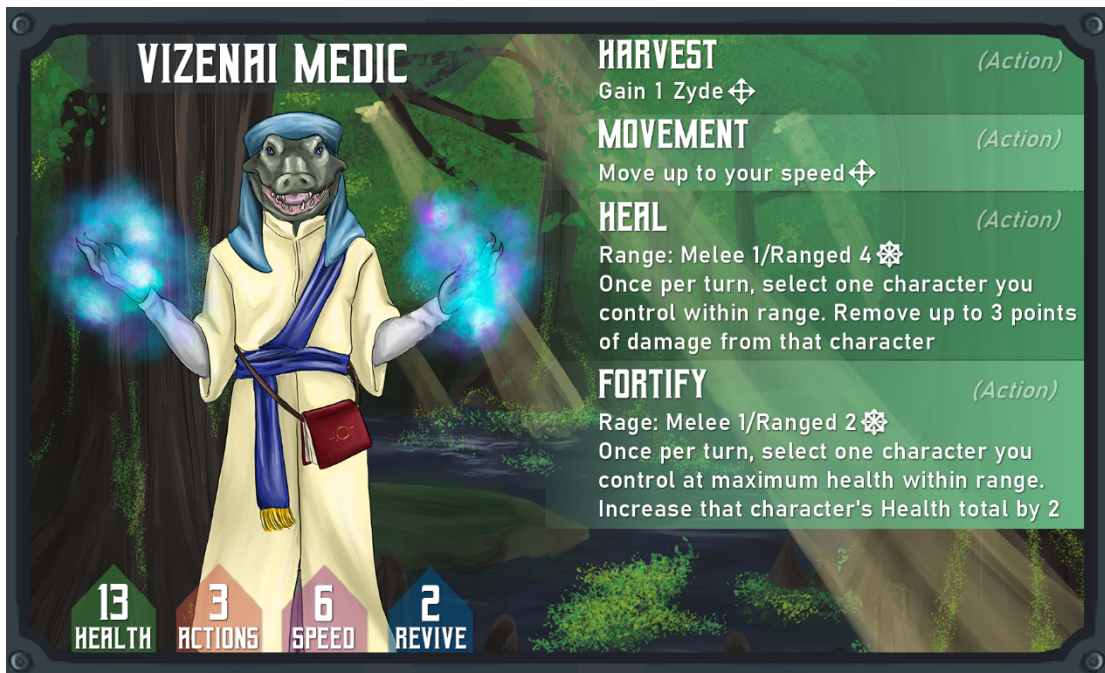 VIZENAI MEDIC
HARVEST
(Action)
Gain 1 Zyde
MOVEMENT
(Action)
Move up to your speed
HEAL
(Action)
Range: Melee 1/Ranged 4
Once per turn, select one character you
control within range. Remove up to 3 points
of damage from that character
FORTIFY
(Action)
Rage: Melee 1/Ranged 2
Once per turn, select one character you
control at maximum health within range.
Increase that character's Health total by 2
13
HEALTH
3
ACTIONS
6
SPEED
2
REVIVE